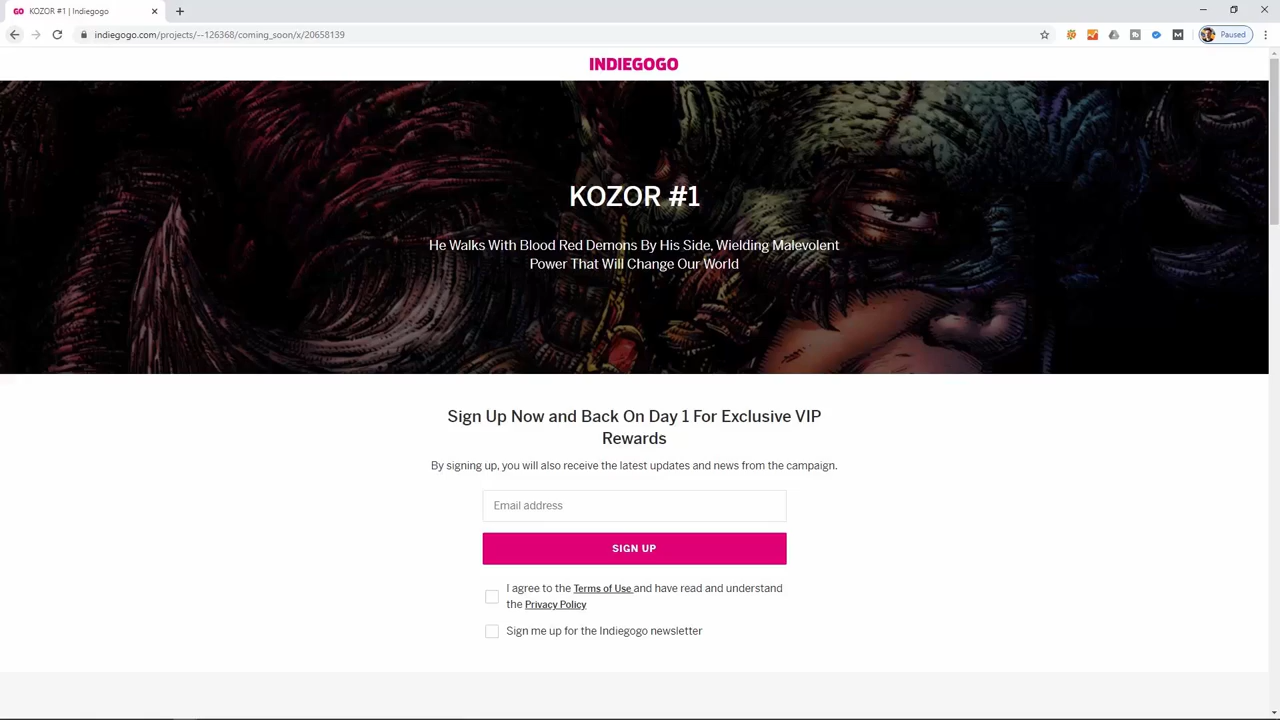 GO KOZOR #1 | Indiegogo
indiegogo.com/projects/--126368/coming_soon/x/20658139
Paused
INDIEGOGO
KOZOR #1
He Walks With Blood Red Demons By His Side, Wielding Malevolent
Power That Will Change Our World
Sign Up Now and Back On Day 1 For Exclusive VIP
Rewards
By signing up, you will also receive the latest updates and news from the campaign.
Email address
SIGN UP
I agree to the Terms of Use and have read and understand
the Privacy Policy
Sign me up for the Indiegogo newsletter